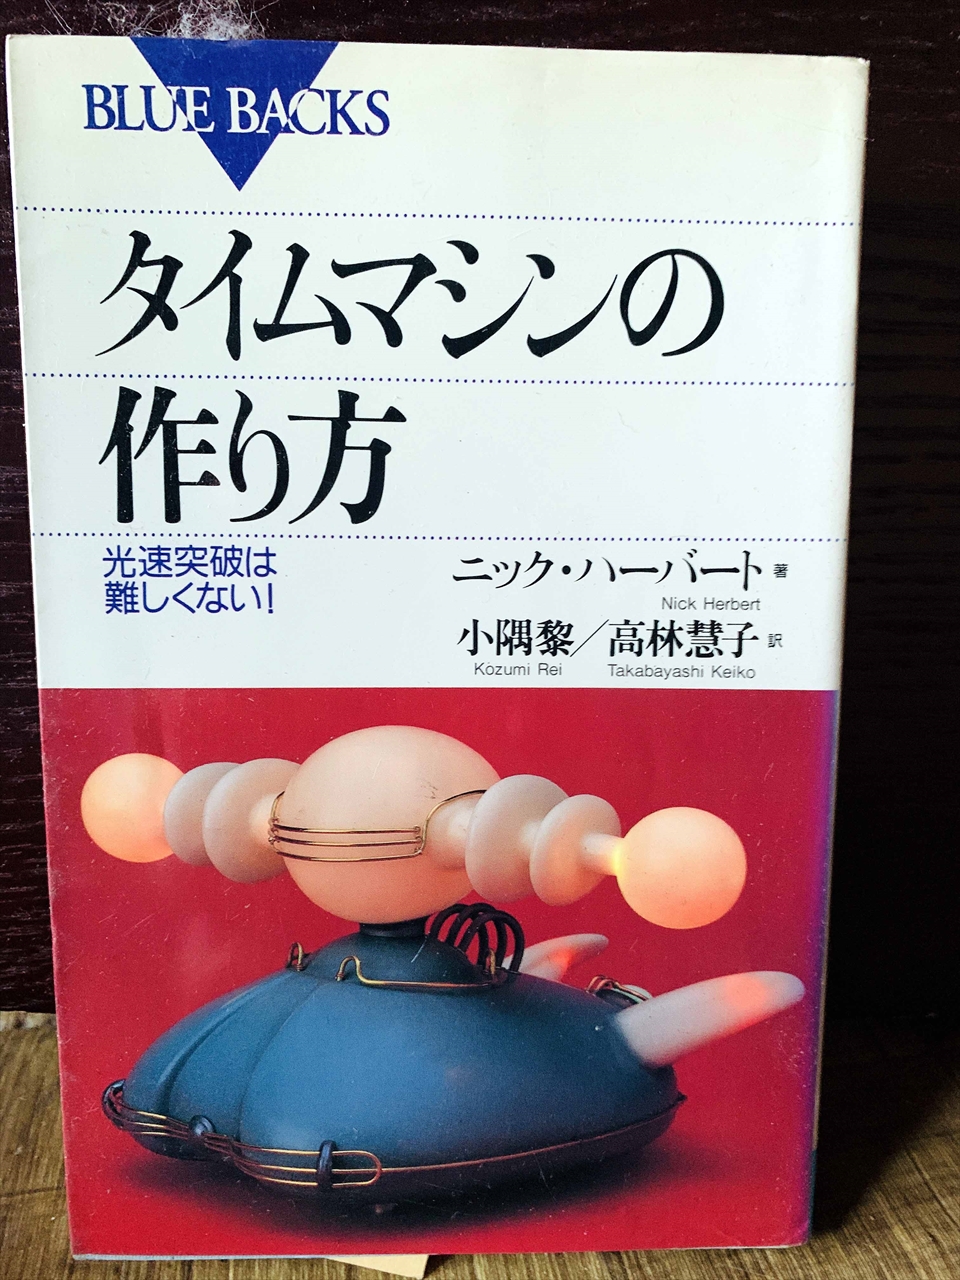 BLUE BACKS
タイムマシンの
作り方
光速突破は
難しくない!
ニック・ハーバート 著
Nick Herbert
小隅黎／高林慧子 訳
Kozumi Rei Takabayashi Keiko